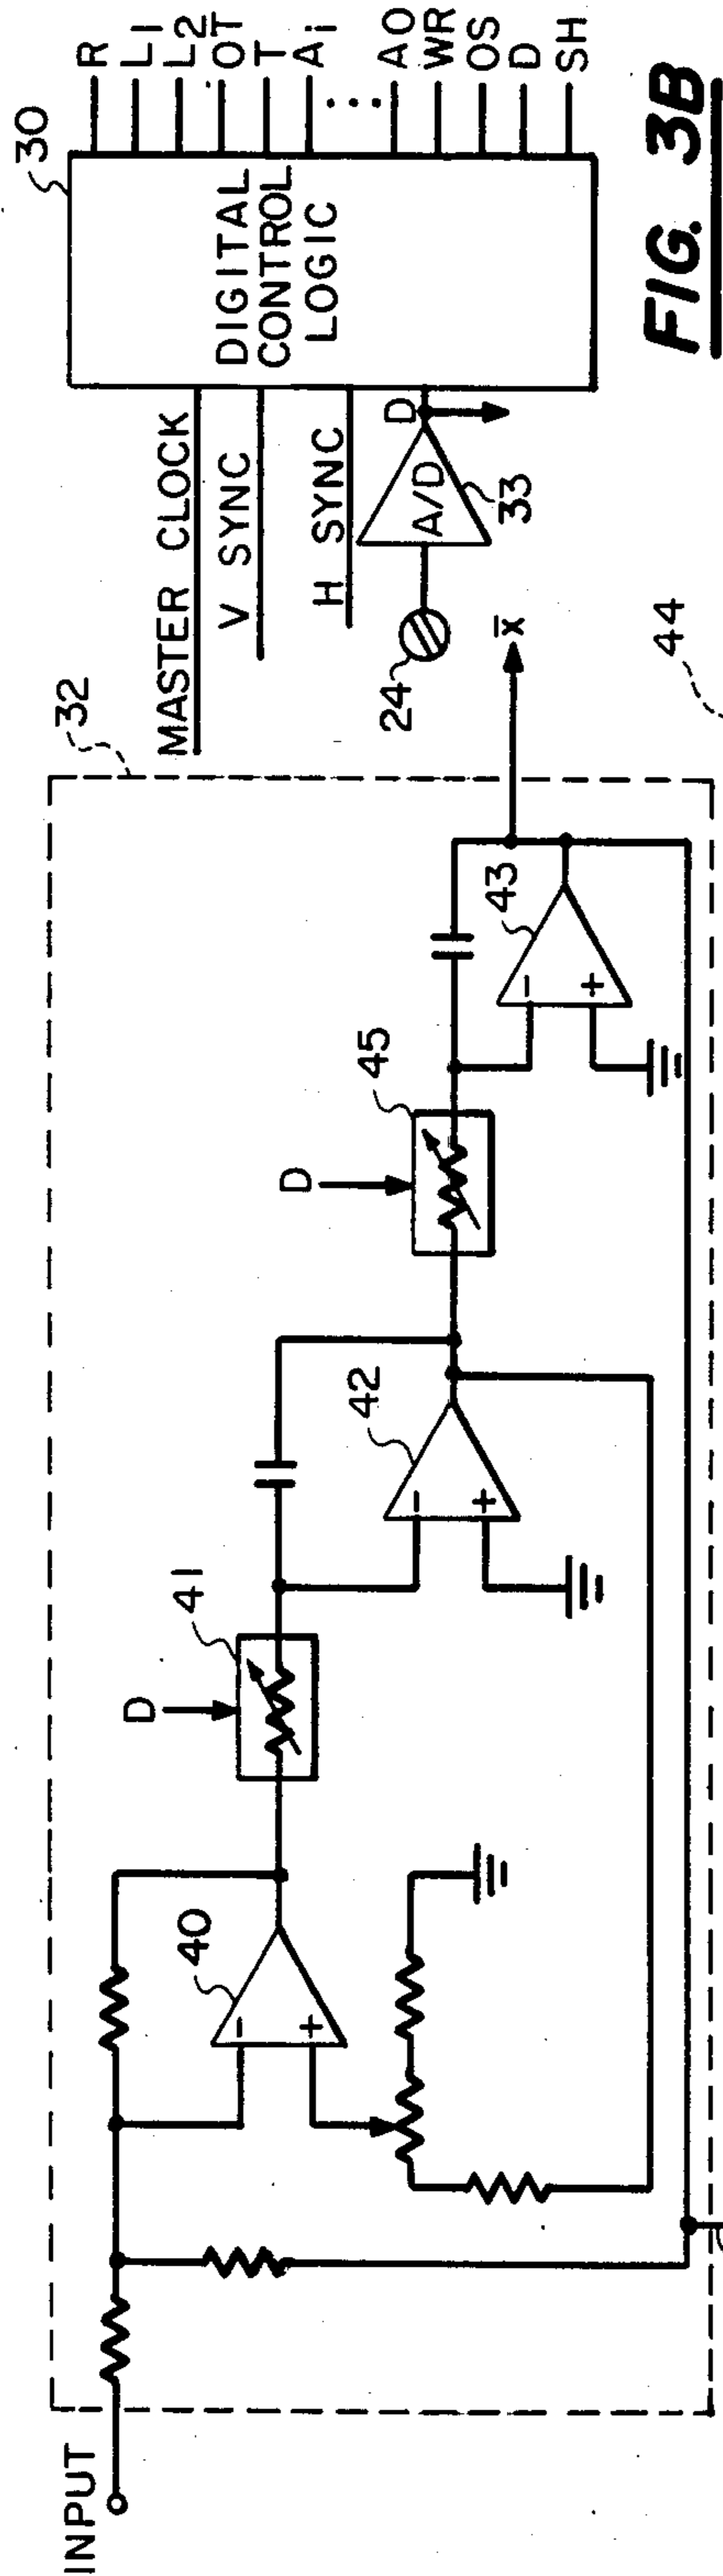 INPUT
32
40
41
D
42
45
D
43
X̄
44
-
+
-
+
-
+
MASTER CLOCK
V SYNC
H SYNC
24
A/D
33
D
30
DIGITAL
CONTROL
LOGIC
R
L1
L2
OT
T
Ai
...
AO
WR
OS
D
SH
FIG. 3B